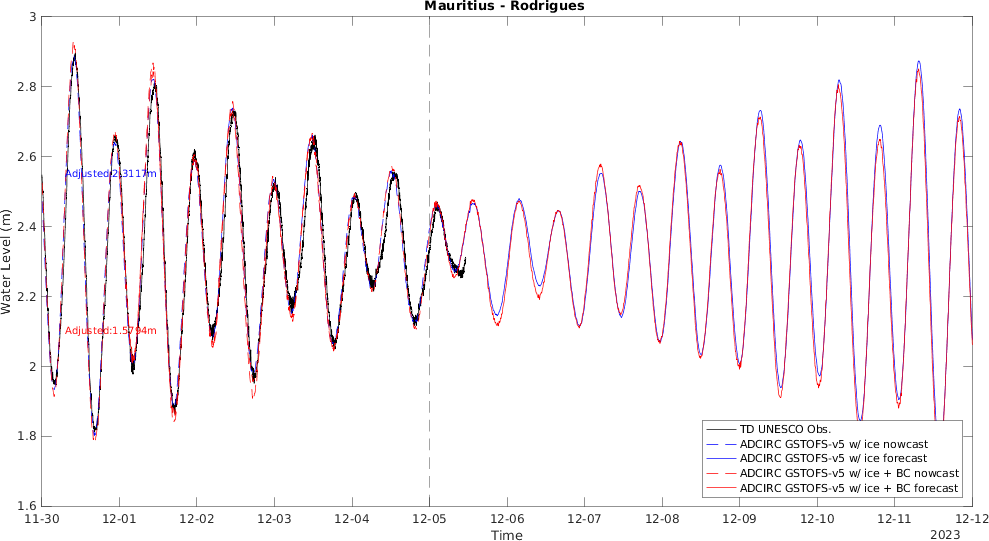 Mauritius - Rodrigues
3
2.8
2.6
2.4
2.2
2
1.8
1.6
Water Level (m)
Adjusted:2.3117m
Adjusted:1.5794m
TD UNESCO Obs.
ADCIRC GSTOFS-v5 w/ ice nowcast
ADCIRC GSTOFS-v5 w/ ice forecast
ADCIRC GSTOFS-v5 w/ ice + BC nowcast
ADCIRC GSTOFS-v5 w/ ice + BC forecast
11-30 12-01 12-02 12-03 12-04 12-05 12-06 12-07 12-08 12-09 12-10 12-11 12-12
Time
2023